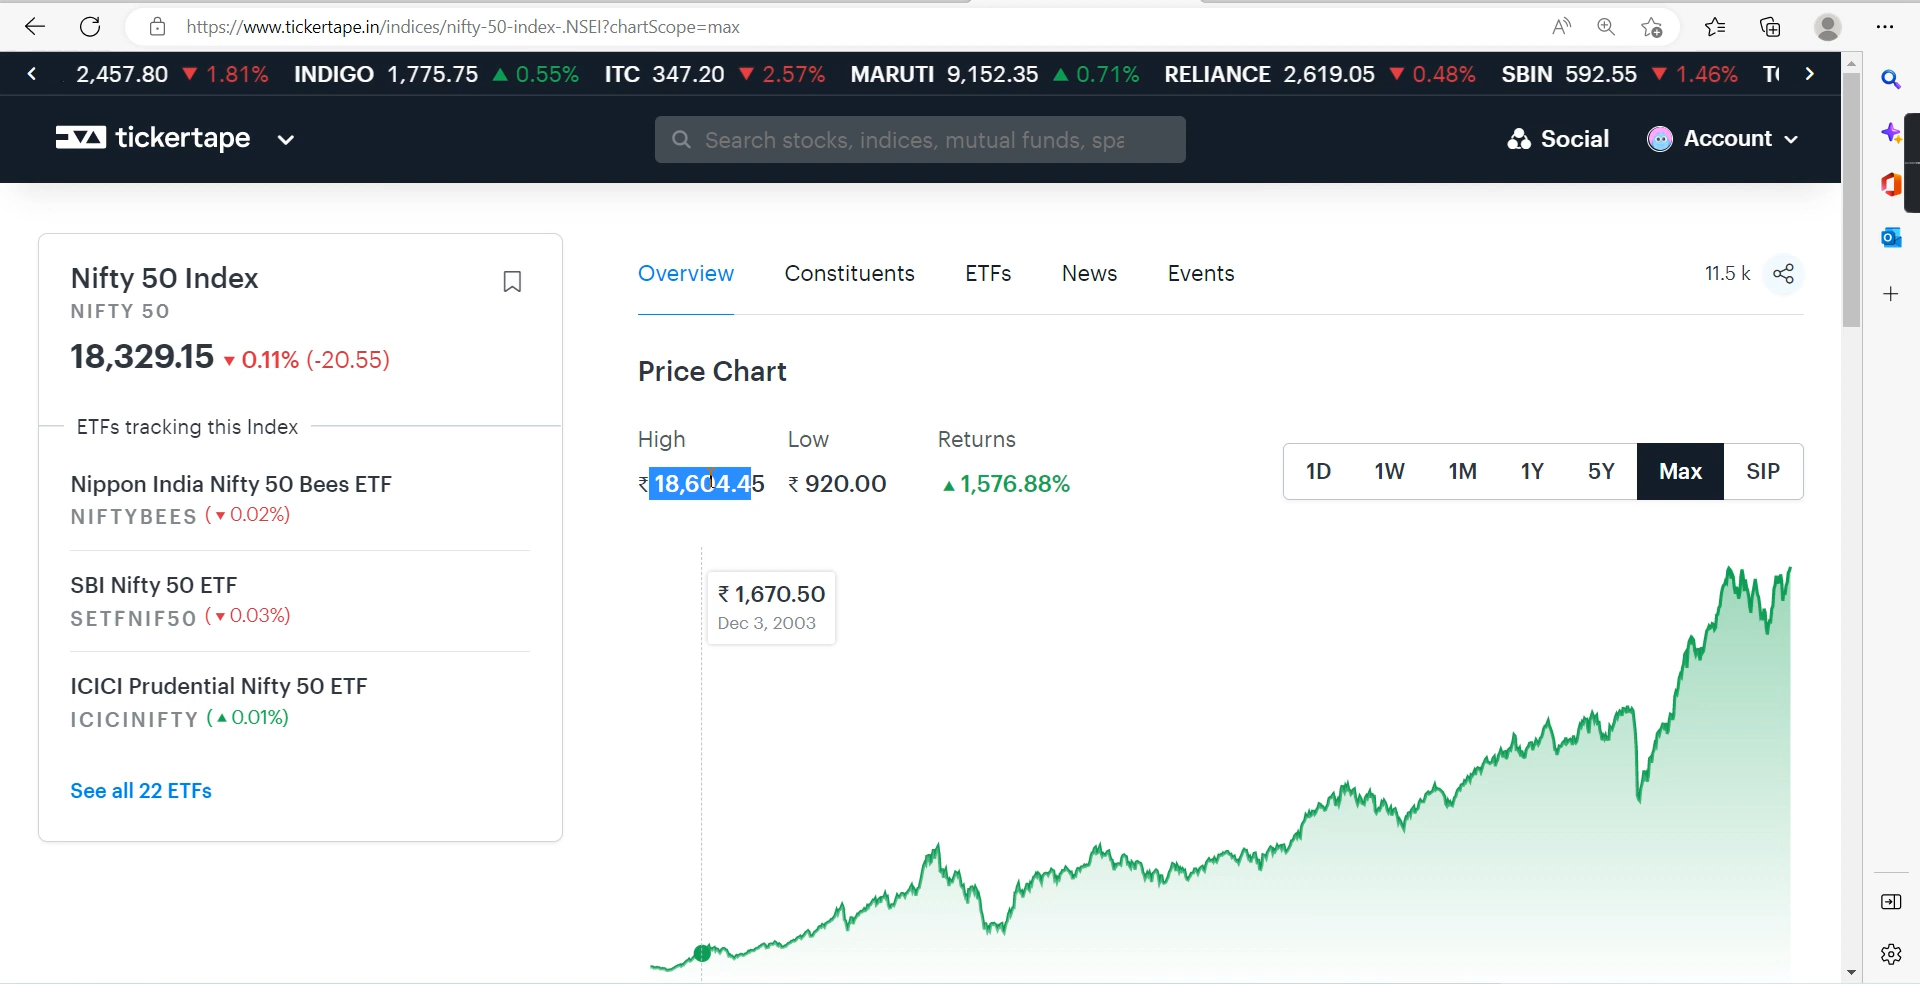 https://www.tickertape.in/indices/nifty-50-index-.NSEI?chartScope=max
2,457.80 ▼ 1.81% INDIGO 1,775.75 ▲ 0.55% ITC 347.20 ▼ 2.57% MARUTI 9,152.35 ▲ 0.71% RELIANCE 2,619.05 ▼ 0.48% SBIN 592.55 ▼ 1.46%
tickertape
Search stocks, indices, mutual funds, spa
Social
Account
Nifty 50 Index
NIFTY 50
18,329.15 ▼ 0.11% (-20.55)
ETFs tracking this Index
Nippon India Nifty 50 Bees ETF
NIFTYBEES (▼0.02%)
SBI Nifty 50 ETF
SETFNIF50 (▼0.03%)
ICICI Prudential Nifty 50 ETF
ICICINIFTY (▲0.01%)
See all 22 ETFs
Overview Constituents ETFs News Events
11.5 k
Price Chart
High Low Returns
₹ 18,604.45 ₹ 920.00 ▲ 1,576.88%
1D 1W 1M 1Y 5Y Max SIP
₹ 1,670.50
Dec 3, 2003